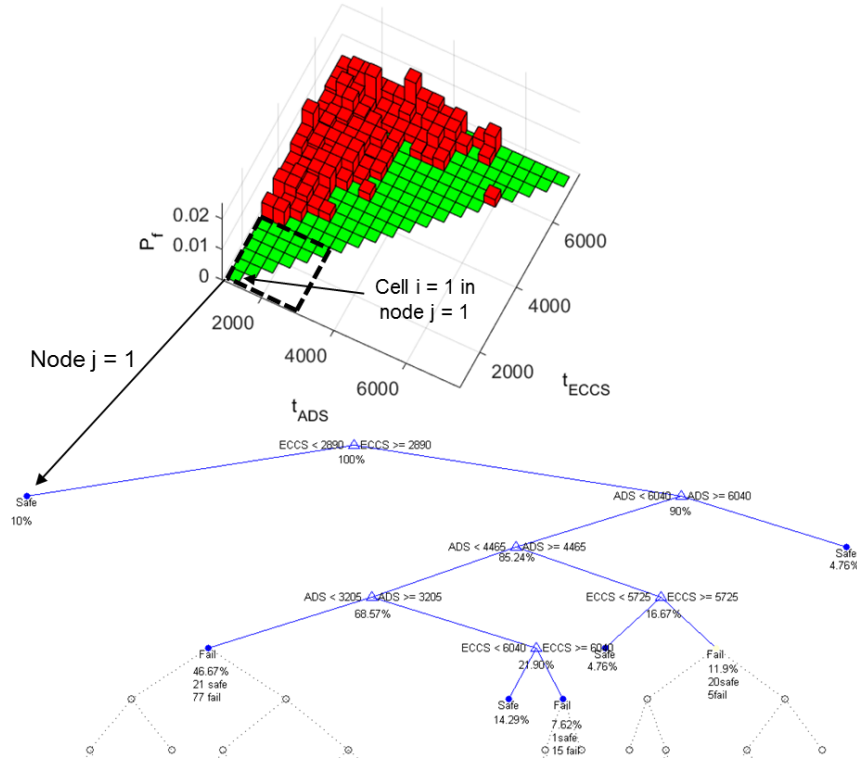 0.02
0.01
0
P_f
2000
4000
6000
t_ADS
6000
4000
2000
t_ECCS
Cell i = 1 in
node j = 1
Node j = 1
ECCS < 2890
ECCS >= 2890
100%
Safe
10%
ADS < 6040
ADS >= 6040
90%
ADS < 4465
ADS >= 4465
85.24%
Safe
4.76%
ADS < 3205
ADS >= 3205
68.57%
ECCS < 5725
ECCS >= 5725
16.67%
Fail
46.67%
21 safe
77 fail
ECCS < 6040
ECCS >= 6040
21.90%
Safe
4.76%
Fail
11.9%
20safe
5fail
Safe
14.29%
Fail
7.62%
1safe
15 fail